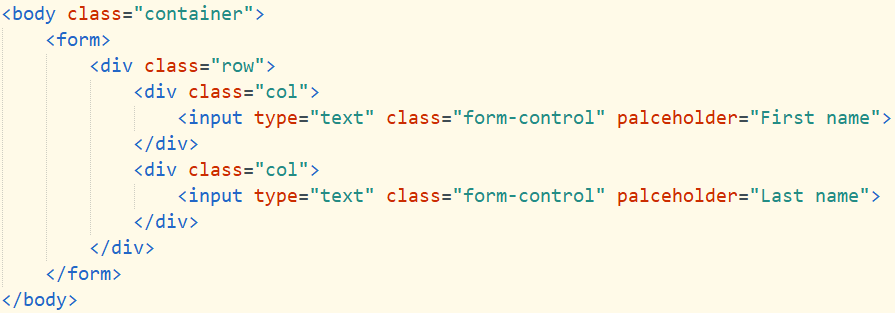 <body class="container">
    <form>
        <div class="row">
            <div class="col">
                <input type="text" class="form-control" palceholder="First name">
            </div>
            <div class="col">
                <input type="text" class="form-control" palceholder="Last name">
            </div>
        </div>
    </form>
</body>